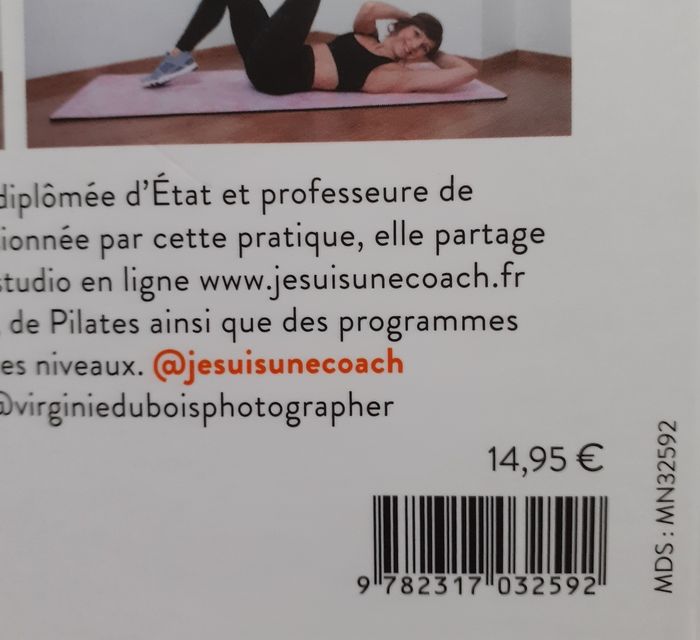 diplômée d'État et professeure de
ionnée par cette pratique, elle partage
studio en ligne www.jesuisunecoach.fr
de Pilates ainsi que des programmes
es niveaux. @jesuisunecoach
@virginieduboisphotographer
14,95 €
9 782317 032592
MDS : MN32592